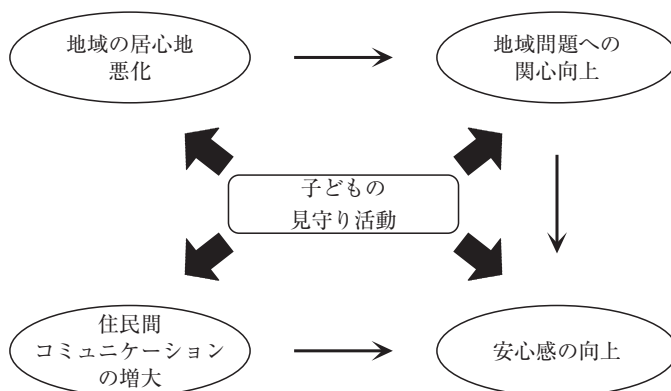 地域の居心地
悪化
地域問題への
関心向上
子どもの
見守り活動
住民間
コミュニケーション
の増大
安心感の向上